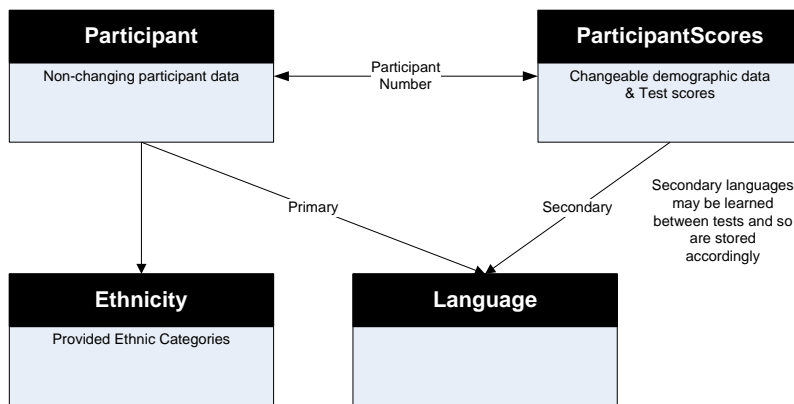 Participant
Non-changing participant data
Participant
Number
ParticipantScores
Changeable demographic data
& Test scores
Primary
Secondary
Secondary languages
may be learned
between tests and so
are stored
accordingly
Ethnicity
Provided Ethnic Categories
Language